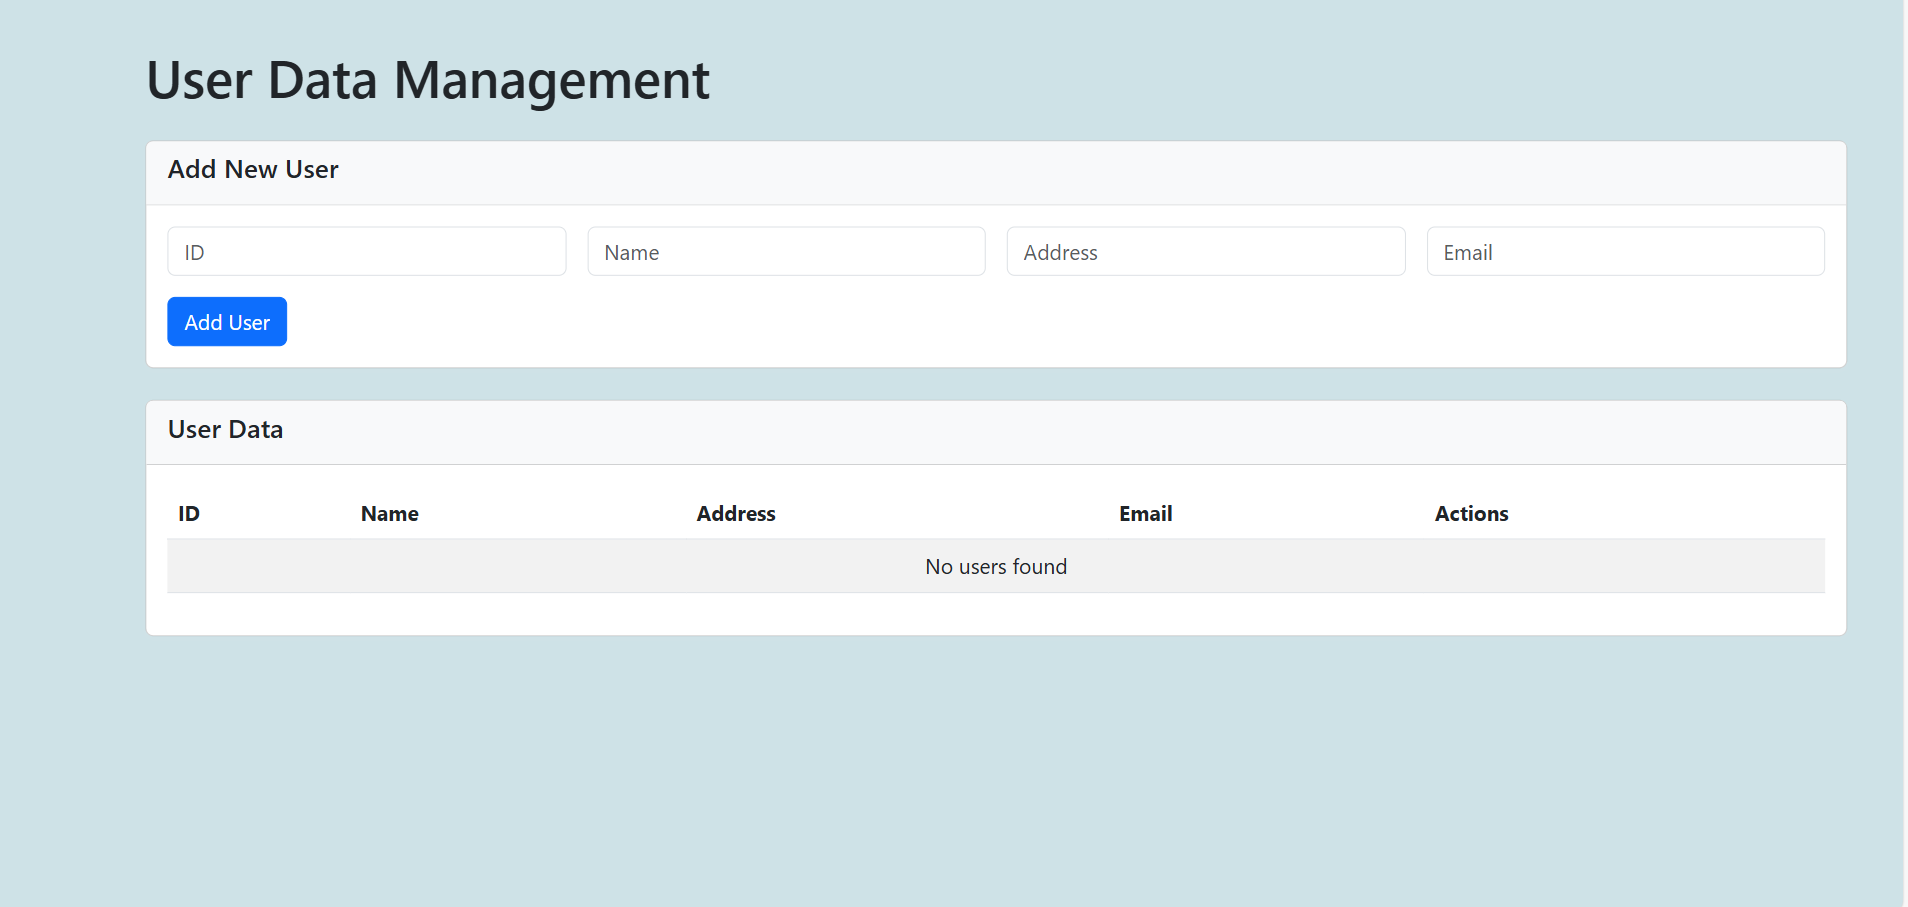 User Data Management
Add New User
ID Name Address Email
Add User
User Data
ID Name Address Email Actions
No users found